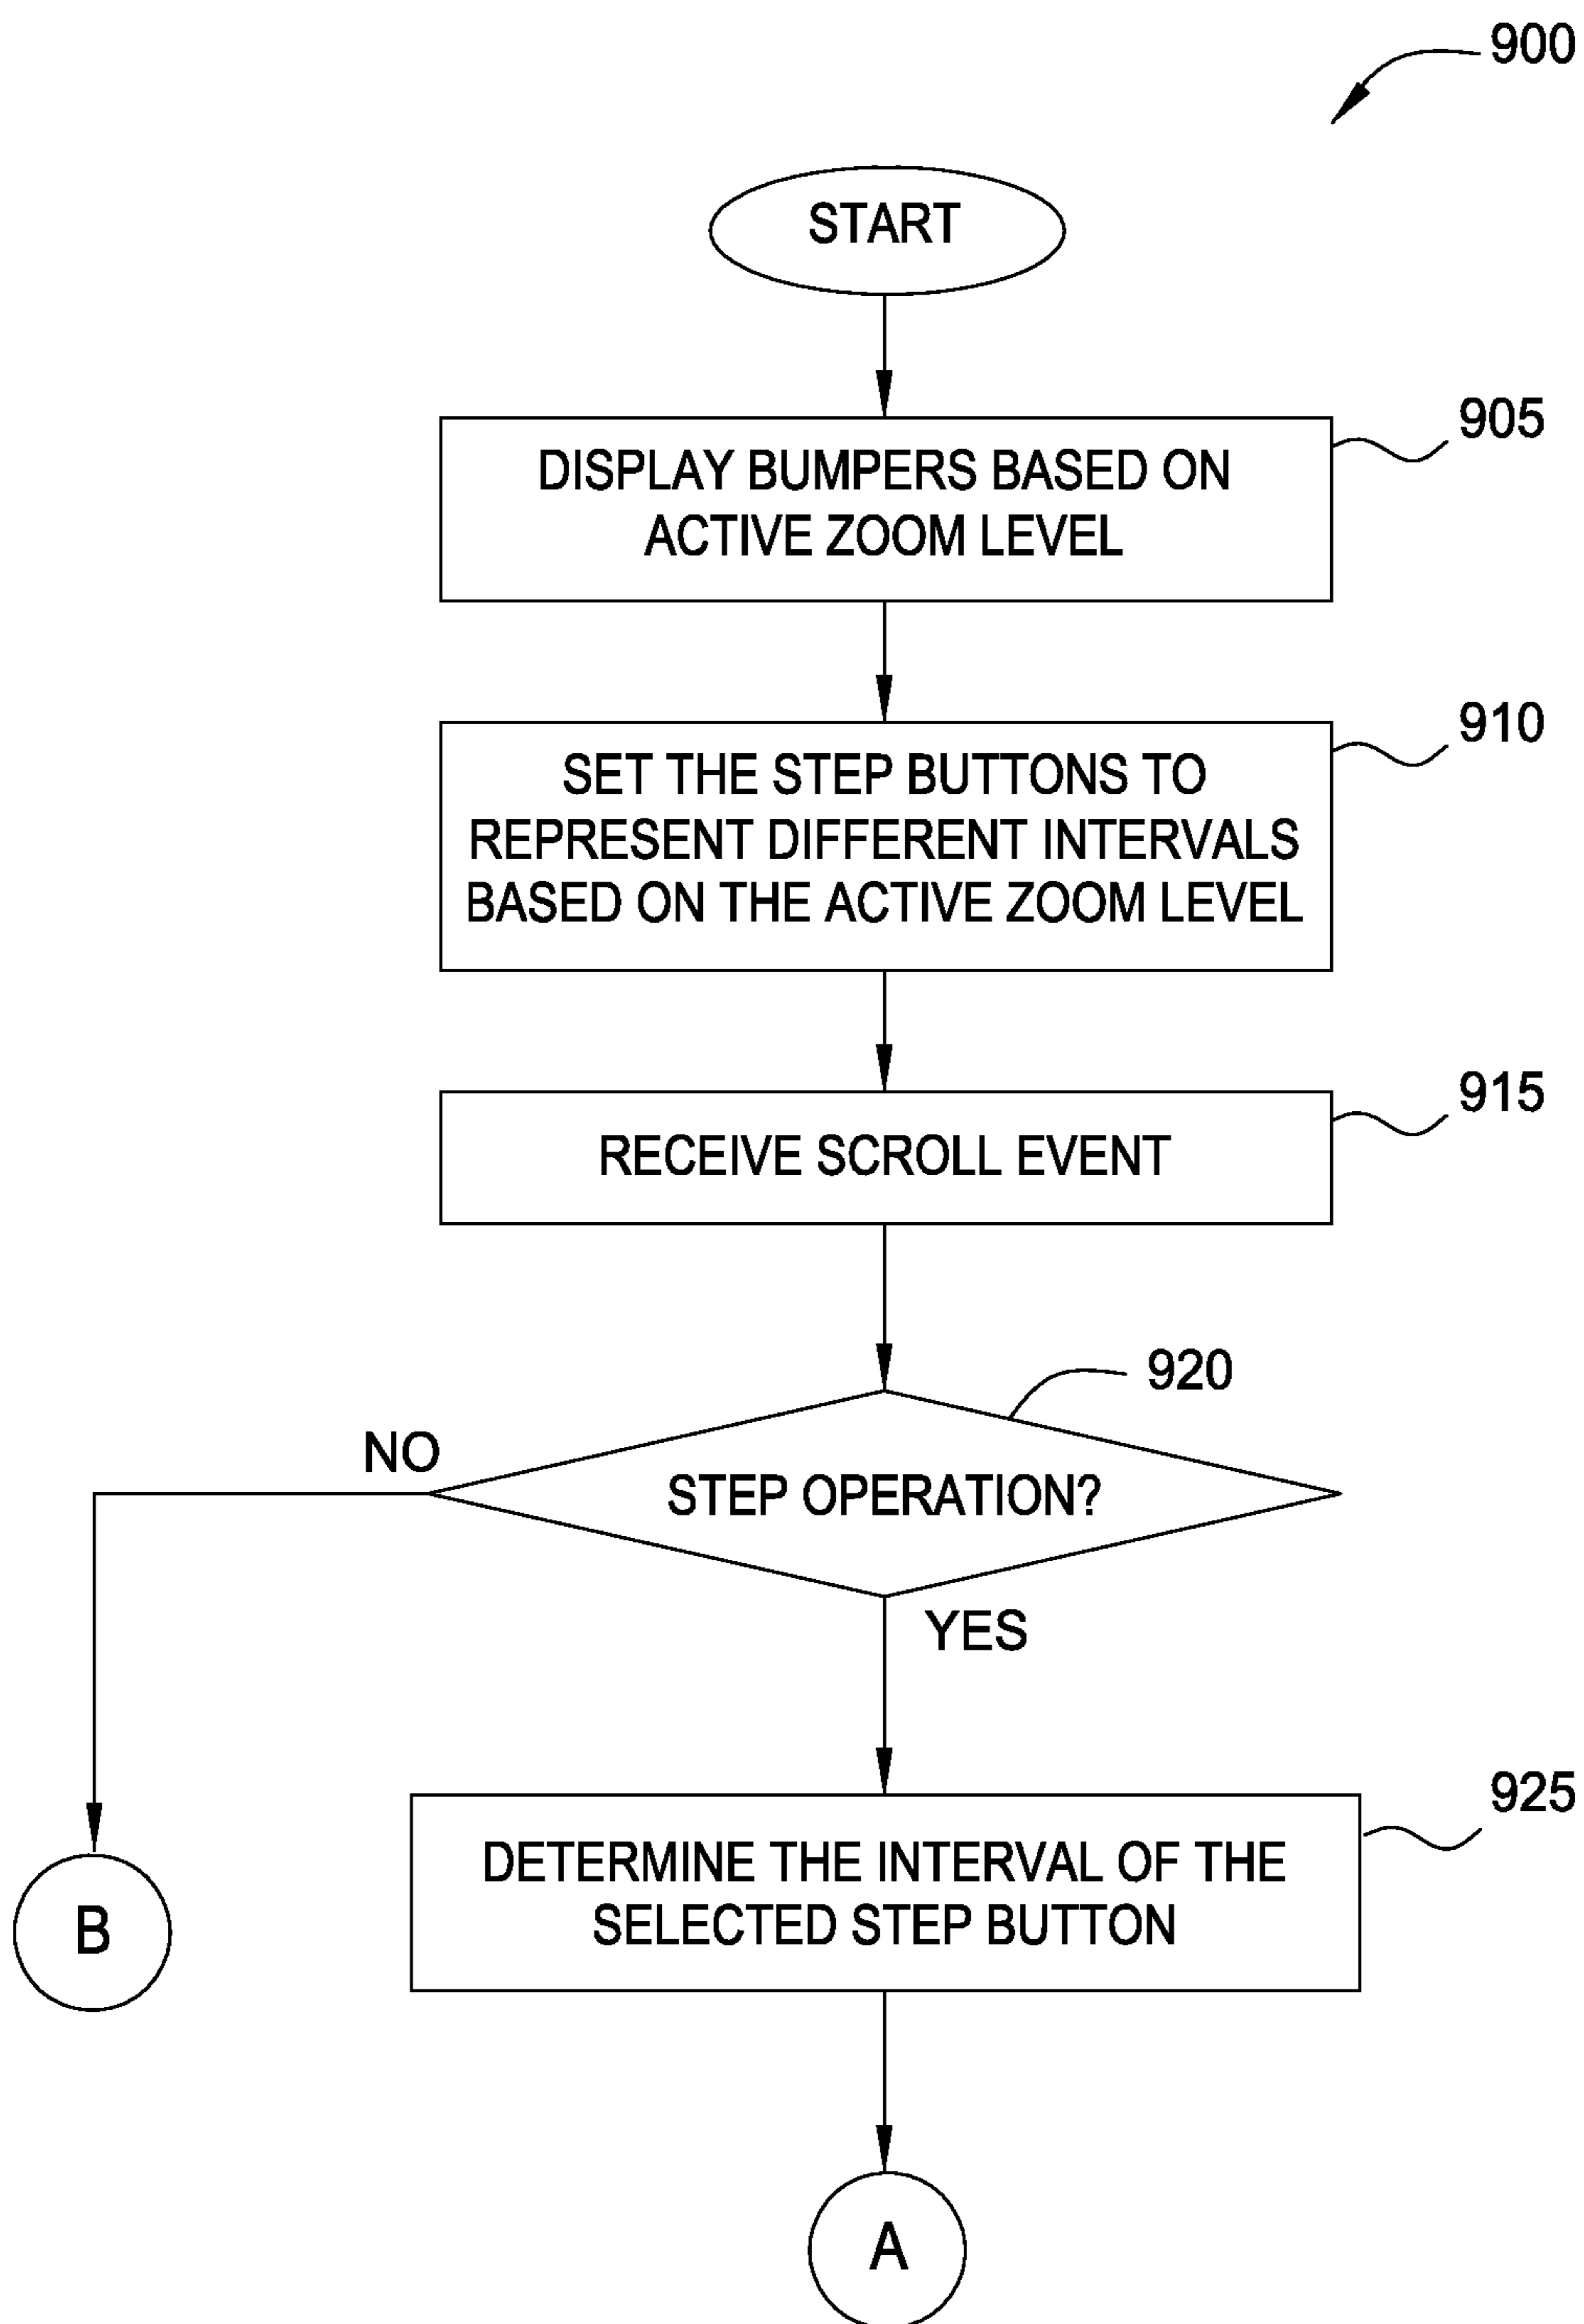 900
START
905
DISPLAY BUMPERS BASED ON
ACTIVE ZOOM LEVEL
910
SET THE STEP BUTTONS TO
REPRESENT DIFFERENT INTERVALS
BASED ON THE ACTIVE ZOOM LEVEL
915
RECEIVE SCROLL EVENT
920
NO
STEP OPERATION?
YES
925
DETERMINE THE INTERVAL OF THE
SELECTED STEP BUTTON
B
A